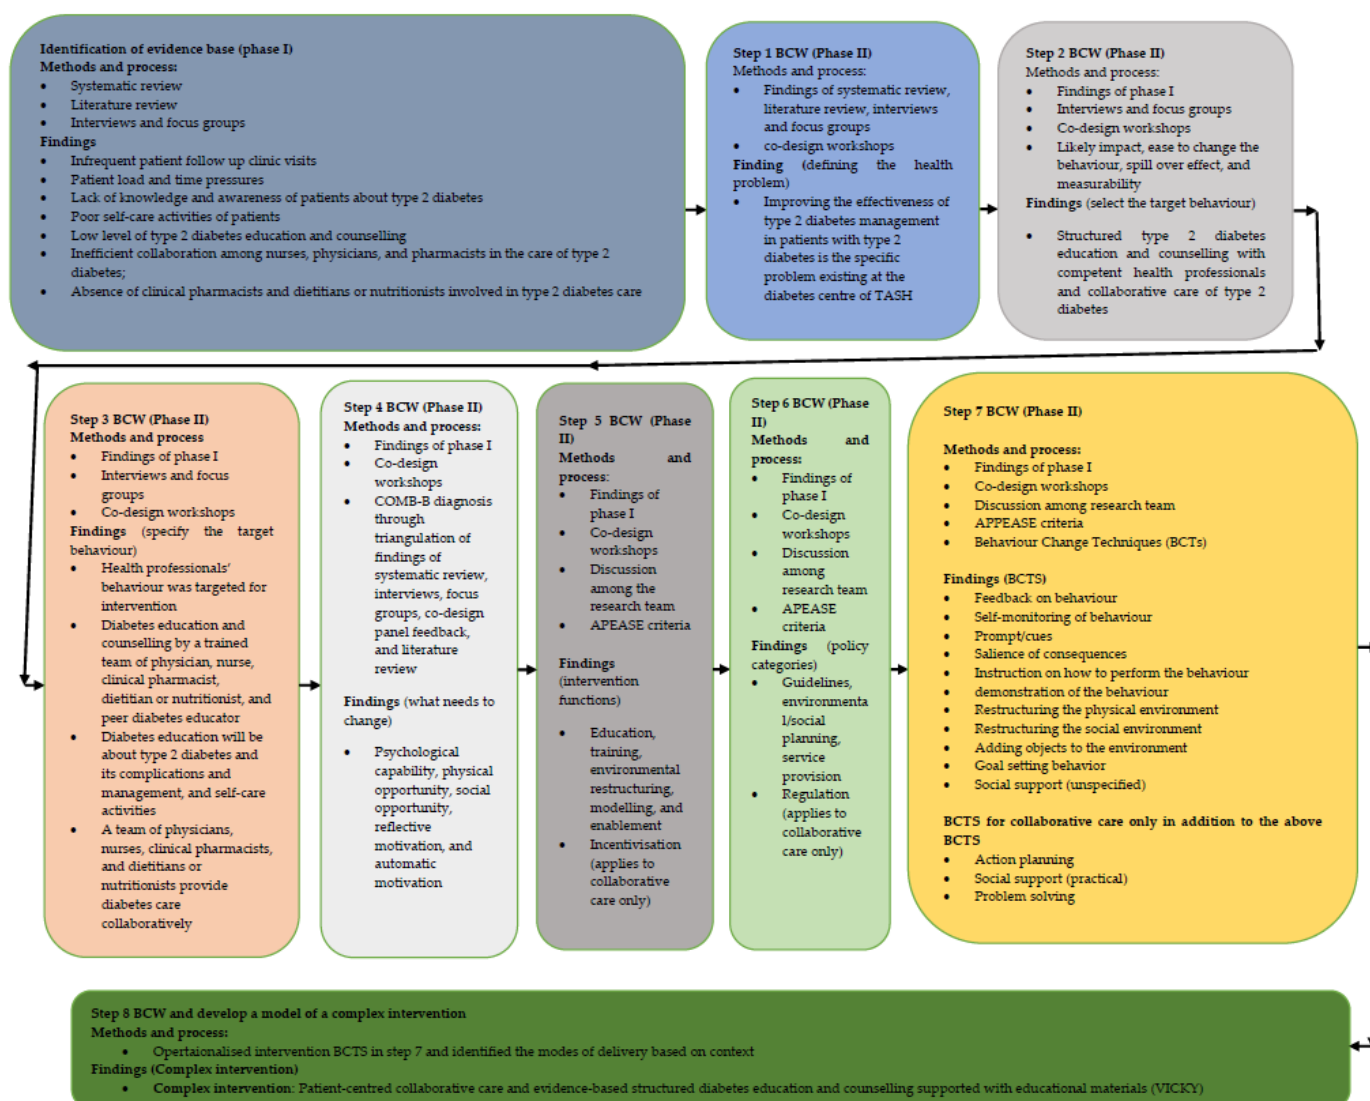 Identification of evidence base (phase I)
Methods and process:
• Systematic review
• Literature review
• Interviews and focus groups
Findings
• Infrequent patient follow up clinic visits
• Patient load and time pressures
• Lack of knowledge and awareness of patients about type 2 diabetes
• Poor self-care activities of patients
• Low level of type 2 diabetes education and counselling
• Inefficient collaboration among nurses, physicians, and pharmacists in the care of type 2
diabetes;
• Absence of clinical pharmacists and dietitians or nutritionists involved in type 2 diabetes care
Step 1 BCW (Phase II)
Methods and process:
• Findings of systematic review,
literature review, interviews
and focus groups
• co-design workshops
Finding (defining the health
problem)
• Improving the effectiveness of
type 2 diabetes management
in patients with type 2
diabetes is the specific
problem existing at the
diabetes centre of TASH
Step 2 BCW (Phase II)
Methods and process:
• Findings of phase I
• Interviews and focus groups
• Co-design workshops
• Likely impact, ease to change the
behaviour, spill over effect, and
measurability
Findings (select the target behaviour)
• Structured type 2 diabetes
education and counselling with
competent health professionals
and collaborative care of type 2
diabetes
Step 3 BCW (Phase II)
Methods and process
• Findings of phase I
• Interviews and focus
groups
• Co-design workshops
Findings (specify the target
behaviour)
• Health professionals'
behaviour was targeted for
intervention
• Diabetes education and
counselling by a trained
team of physician, nurse,
clinical pharmacist,
dietitian or nutritionist, and
peer diabetes educator
• Diabetes education will be
about type 2 diabetes and
its complications and
management, and self-care
activities
• A team of physicians,
nurses, clinical pharmacists,
and dietitians or
nutritionists provide
diabetes care
collaboratively
Step 4 BCW (Phase II)
Methods and process:
• Findings of phase I
• Co-design
workshops
• COMB-B diagnosis
through
triangulation of
findings of
systematic review,
interviews, focus
groups, co-design
panel feedback,
and literature
review
Findings (what needs to
change)
• Psychological
capability, physical
opportunity, social
opportunity,
reflective
motivation, and
automatic
motivation
Step 5 BCW (Phase
II)
Methods and
process:
• Findings of
phase I
• Co-design
workshops
• Discussion
among the
research team
• APEASE criteria
Findings
(intervention
functions)
• Education,
training,
environmental
restructuring,
modelling, and
enablement
• Incentivisation
(applies to
collaborative
care only)
Step 6 BCW (Phase
II)
Methods and
process:
• Findings of
phase I
• Co-design
workshops
• Discussion
among
research team
• APEASE
criteria
Findings (policy
categories)
• Guidelines,
environmenta
l/social
planning,
service
provision
• Regulation
(applies to
collaborative
care only)
Step 7 BCW (Phase II)
Methods and process:
• Findings of phase I
• Co-design workshops
• Discussion among research team
• APPEASE criteria
• Behaviour Change Techniques (BCTs)
Findings (BCTS)
• Feedback on behaviour
• Self-monitoring of behaviour
• Prompt/cues
• Salience of consequences
• Instruction on how to perform the behaviour
• demonstration of the behaviour
• Restructuring the physical environment
• Restructuring the social environment
• Adding objects to the environment
• Goal setting behavior
• Social support (unspecified)
BCTS for collaborative care only in addition to the above
BCTS
• Action planning
• Social support (practical)
• Problem solving
Step 8 BCW and develop a model of a complex intervention
Methods and process:
• Opertaionalised intervention BCTS in step 7 and identified the modes of delivery based on context
Findings (Complex intervention)
• Complex intervention: Patient-centred collaborative care and evidence-based structured diabetes education and counselling supported with educational materials (VICKY)